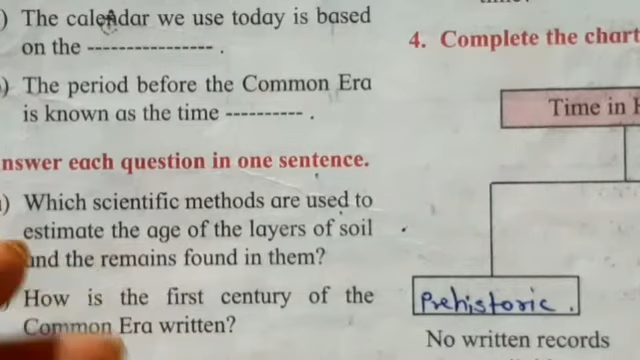 The calendar we use today is based
on the ---------------- .
The period before the Common Era
is known as the time ---------- .
nswer each question in one sentence.
Which scientific methods are used to
estimate the age of the layers of soil
and the remains found in them?
How is the first century of the
Common Era written?
4. Complete the chart
Time in
Prehistoric .
No written records